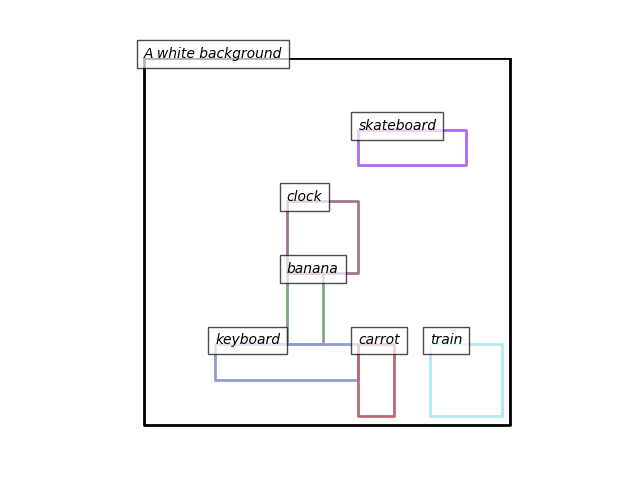 A white background
skateboard
clock
banana
keyboard
carrot
train